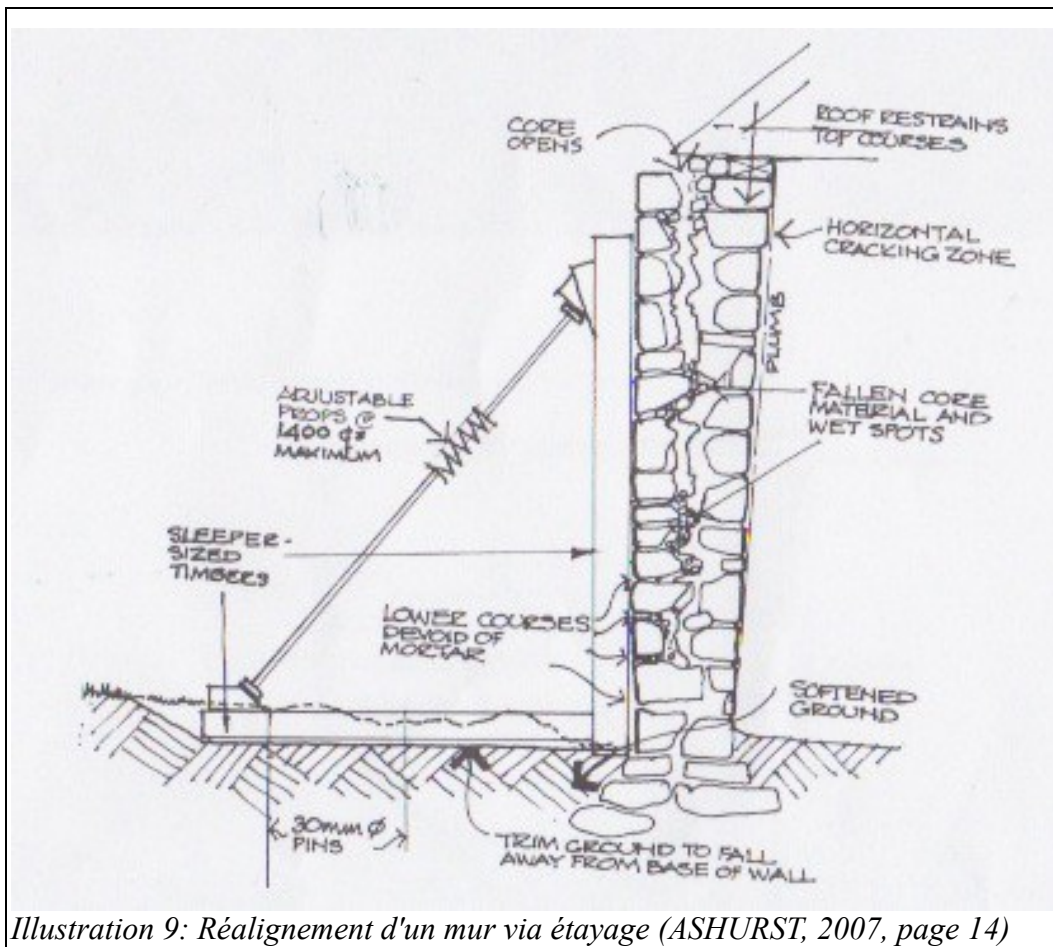 CORE
OPENS
ROOF RESTRAINS
TOP COURSES
HORIZONTAL
CRACKING ZONE
PLUMB
ADJUSTABLE
PROPS @
1400 ¢s
MAXIMUM
FALLEN CORE
MATERIAL AND
WET SPOTS
SLEEPER-
SIZED
TIMBERS
LOWER COURSES
DEVOID OF
MORTAR
SOFTENED
GROUND
30mm Ø
PINS
TRIM GROUND TO FALL
AWAY FROM BASE OF WALL
Illustration 9: Réalignement d'un mur via étayage (ASHURST, 2007, page 14)